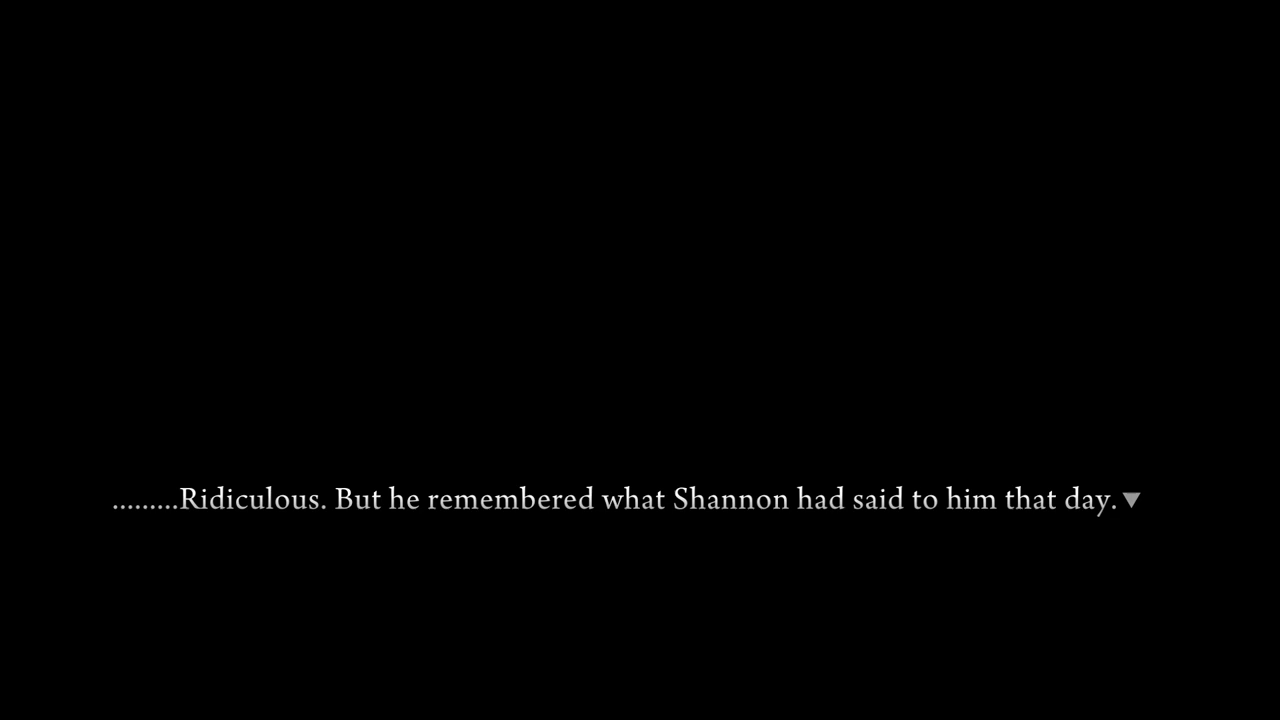 .........Ridiculous. But he remembered what Shannon had said to him that day.